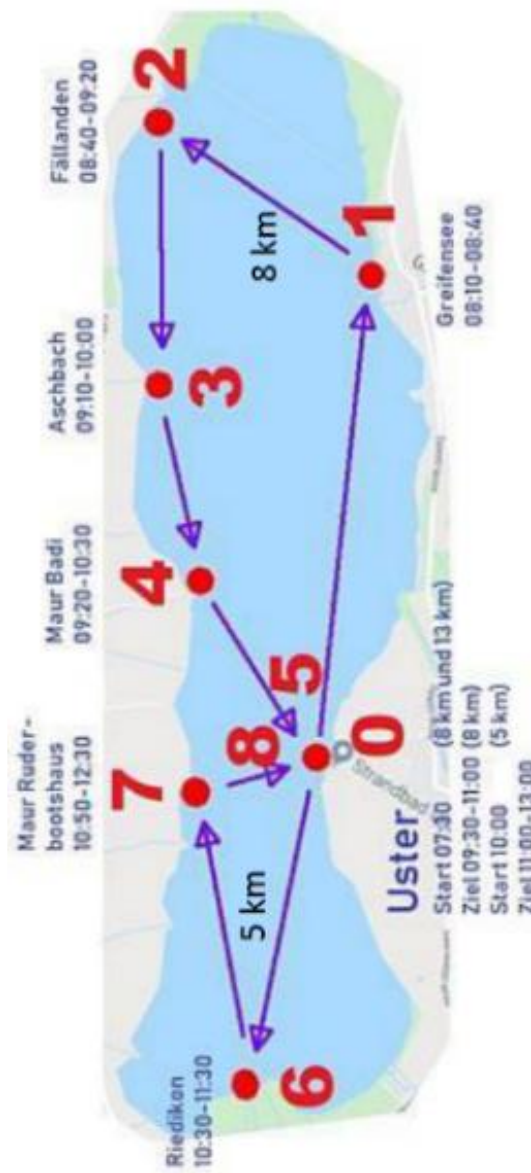 Maur Ruder-
bootshaus
10:50-12:30
Maur Badi
09:20-10:30
Aschbach
09:10-10:00
Fällanden
08:40-09:20
Riedikon
10:30-11:30
7
4
3
2
8
5
6
0
1
5 km
8 km
Strandbad
Uster
Start 07:30 (8 km und 13 km)
Ziel 09:30-11:00 (8 km)
Start 10:00 (5 km)
Ziel 11:00-13:00
Greifensee
08:10-08:40